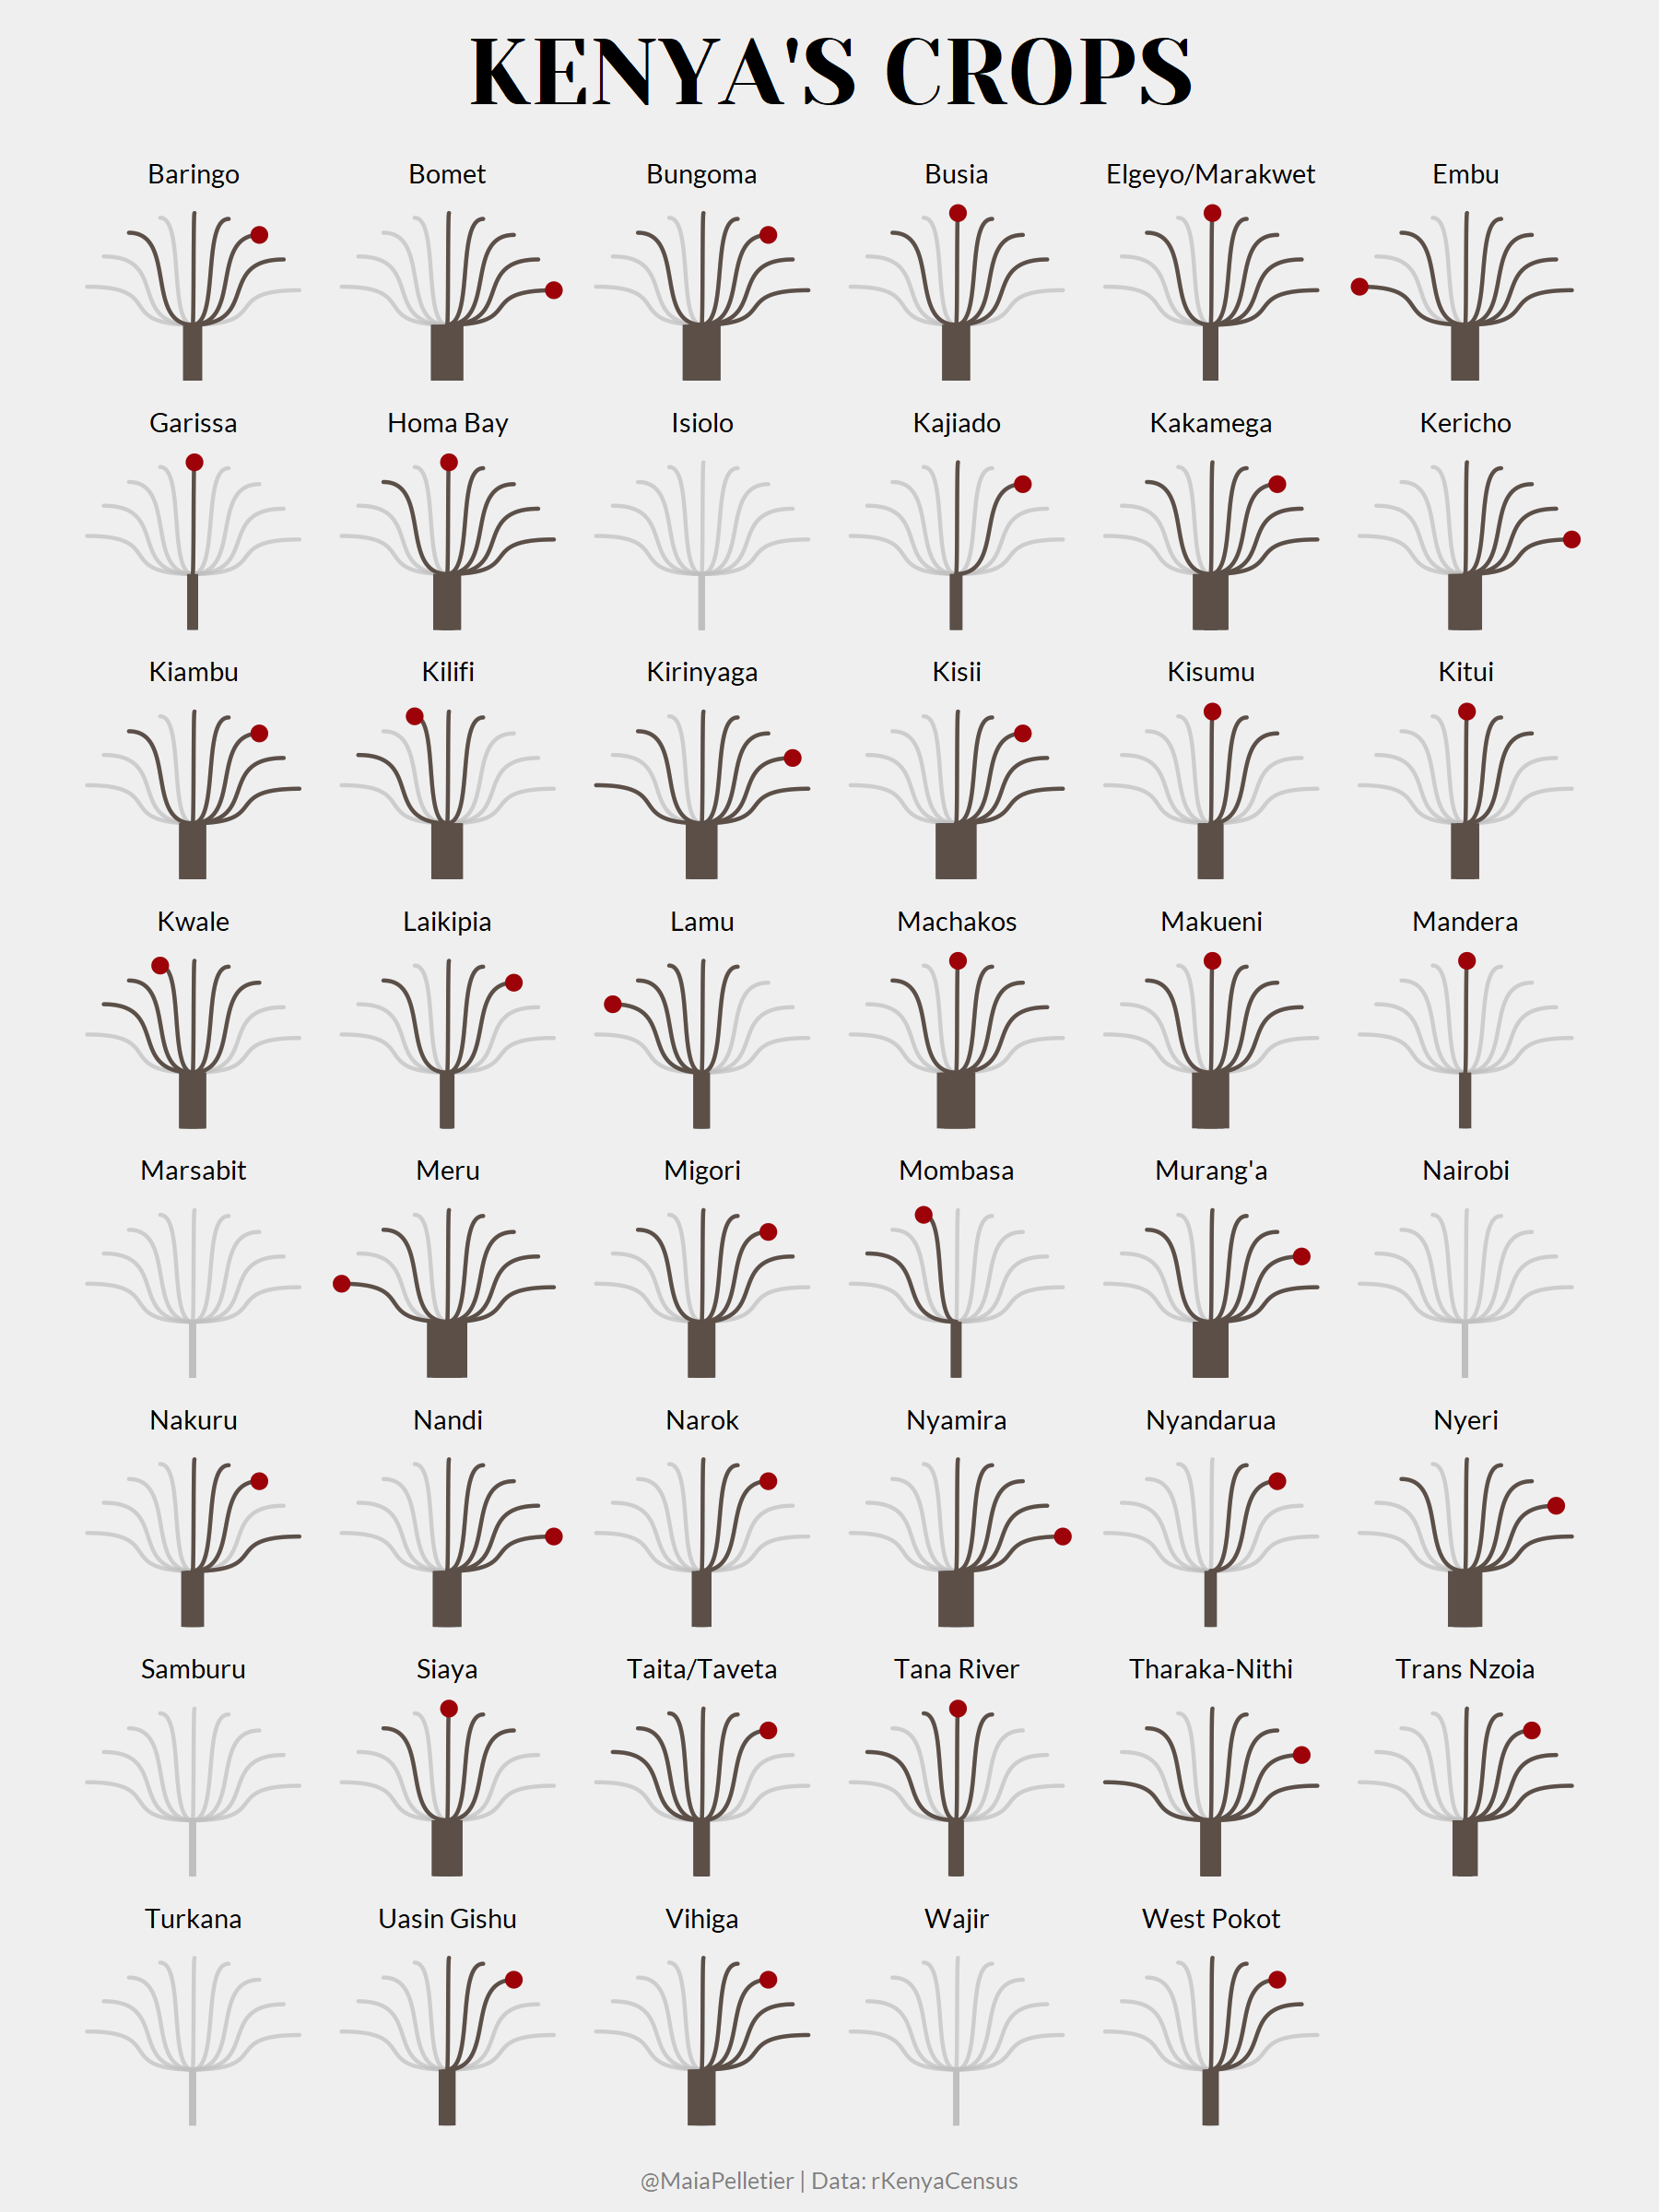 KENYA'S CROPS
Baringo Bomet Bungoma Busia Elgeyo/Marakwet Embu
Garissa Homa Bay Isiolo Kajiado Kakamega Kericho
Kiambu Kilifi Kirinyaga Kisii Kisumu Kitui
Kwale Laikipia Lamu Machakos Makueni Mandera
Marsabit Meru Migori Mombasa Murang'a Nairobi
Nakuru Nandi Narok Nyamira Nyandarua Nyeri
Samburu Siaya Taita/Taveta Tana River Tharaka-Nithi Trans Nzoia
Turkana Uasin Gishu Vihiga Wajir West Pokot
@MaiaPelletier | Data: rKenyaCensus